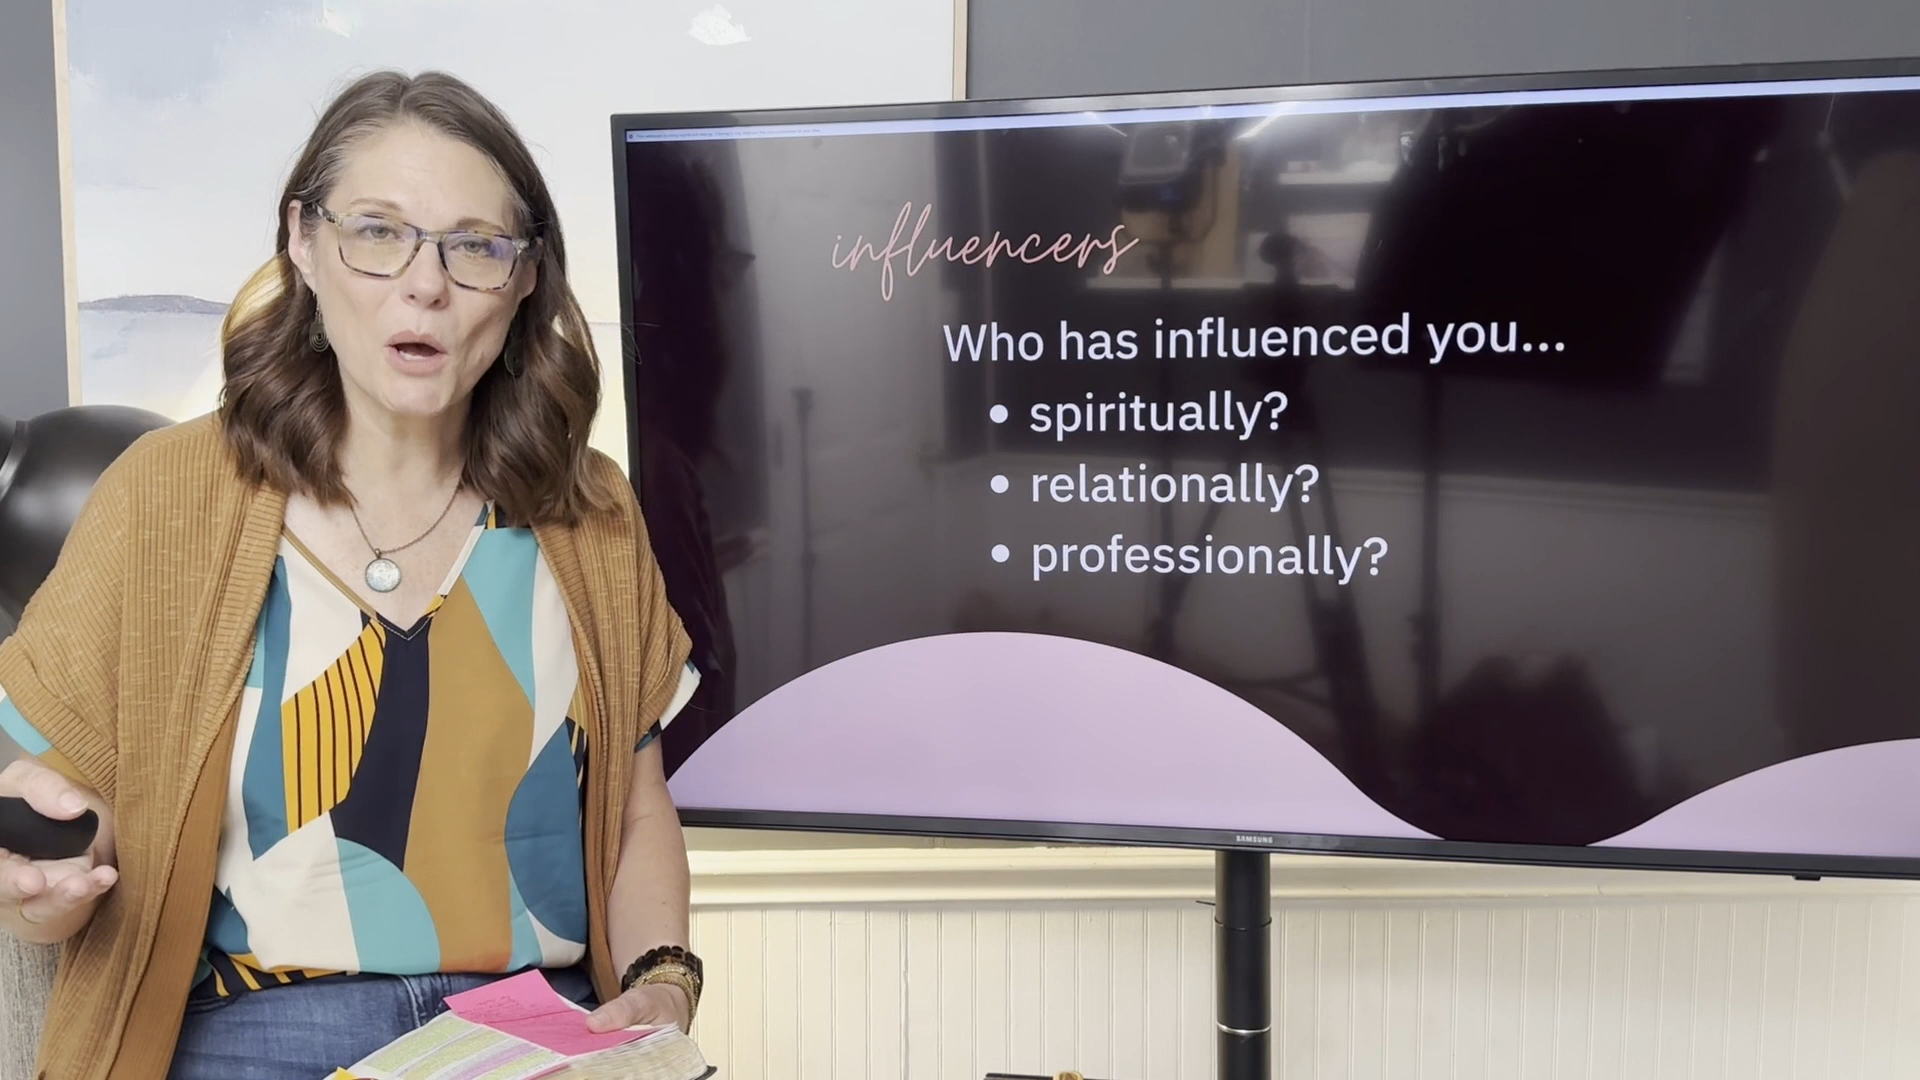 influencers
Who has influenced you...
• spiritually?
• relationally?
• professionally?
SAMSUNG